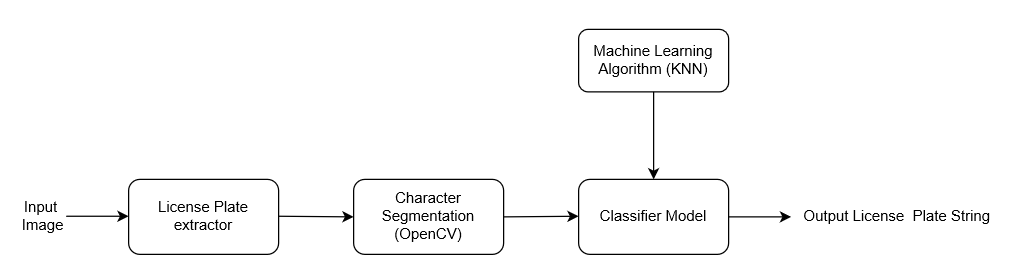 Machine Learning
Algorithm (KNN)
Input
Image
License Plate
extractor
Character
Segmentation
(OpenCV)
Classifier Model
Output License  Plate String